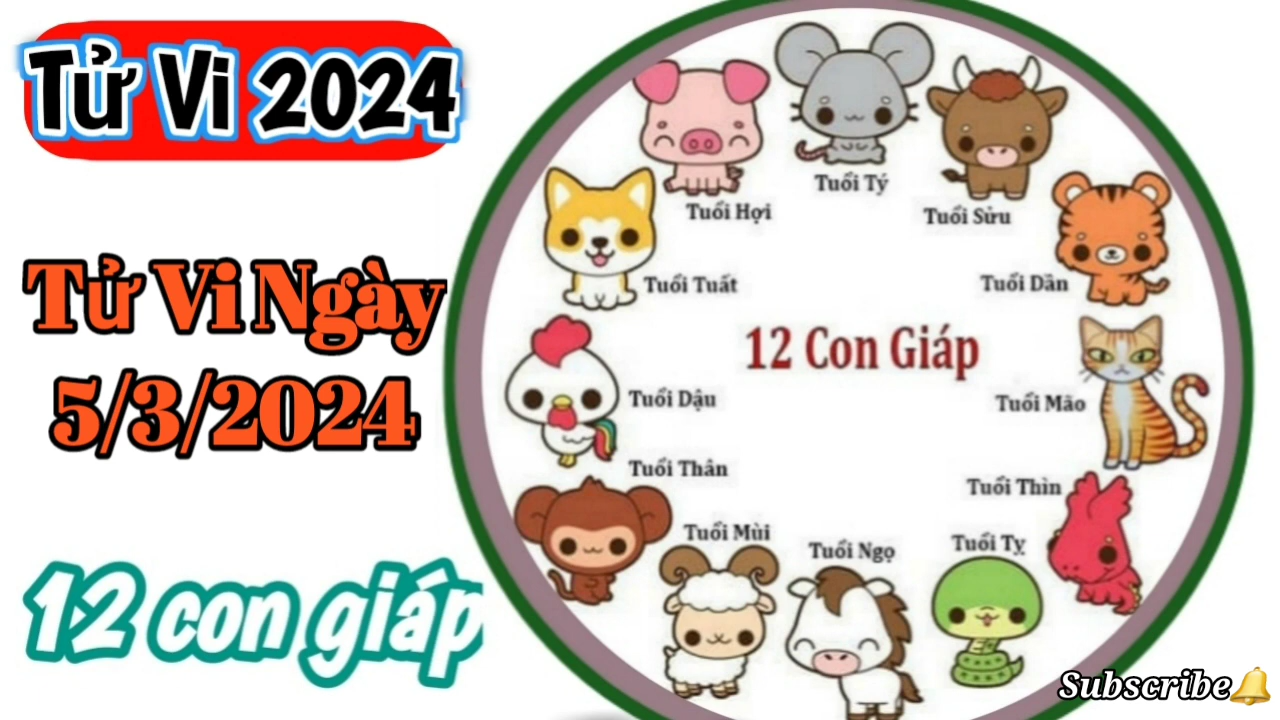 Tử Vi 2024
Tử Vi Ngày
5/3/2024
12 con giáp
Tuổi Tý
Tuổi Hợi
Tuổi Sửu
Tuổi Tuất
Tuổi Dần
12 Con Giáp
Tuổi Dậu
Tuổi Mão
Tuổi Thân
Tuổi Thìn
Tuổi Mùi
Tuổi Ngọ
Tuổi Tỵ
Subscribe